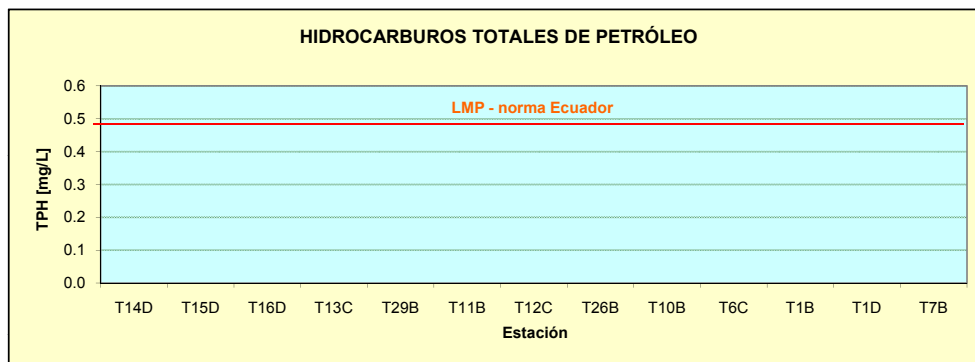 HIDROCARBUROS TOTALES DE PETRÓLEO
LMP - norma Ecuador
TPH [mg/L]
0.6
0.5
0.4
0.3
0.2
0.1
0.0
T14D T15D T16D T13C T29B T11B T12C T26B T10B T6C T1B T1D T7B
Estación